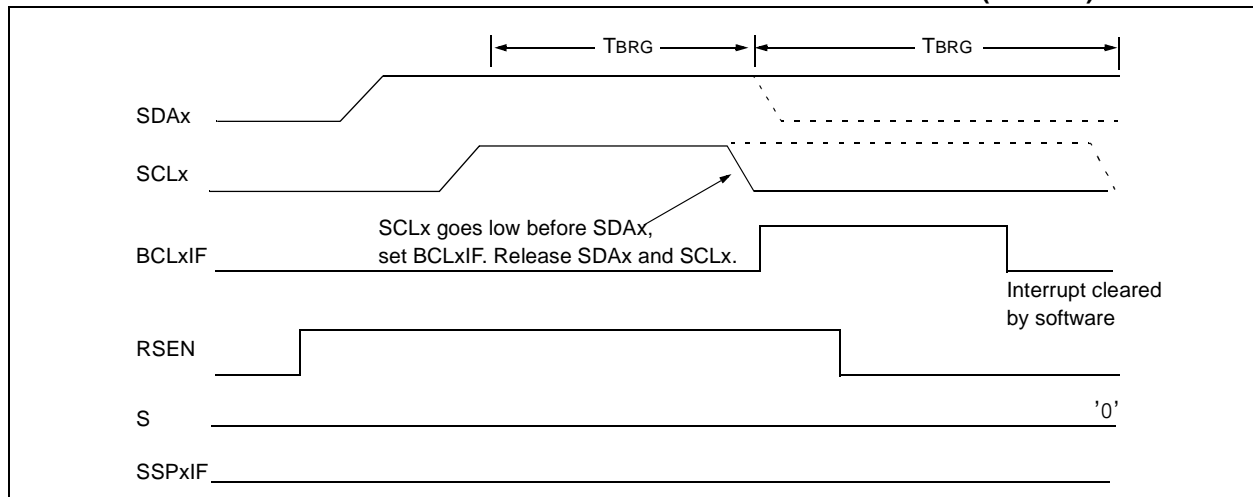 TBRG TBRG
SDAx
SCLx
SCLx goes low before SDAx,
set BCLxIF. Release SDAx and SCLx.
BCLxIF
Interrupt cleared
by software
RSEN
S '0'
SSPxIF